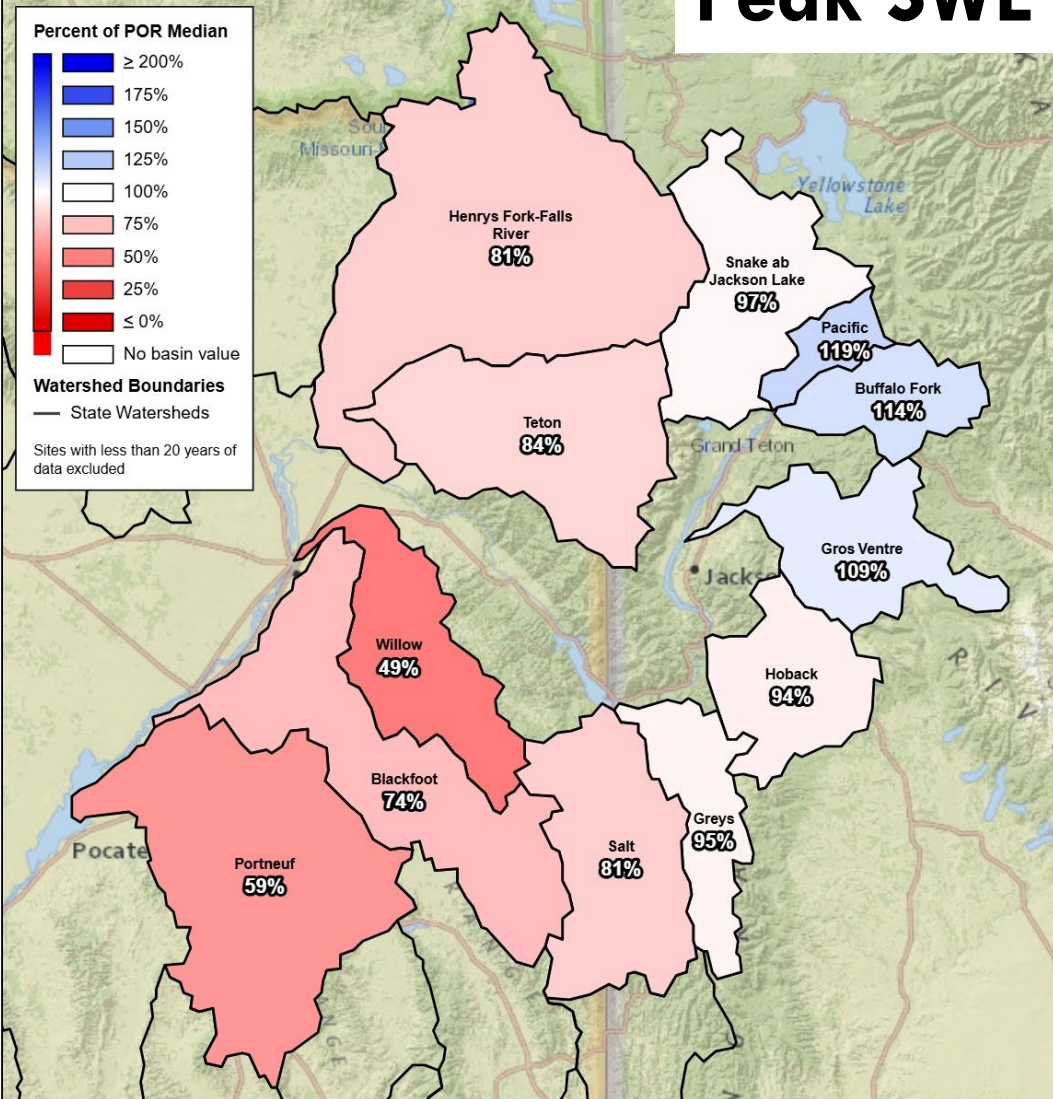 Peak SWE
Percent of POR Median
≥ 200%
175%
150%
125%
100%
75%
50%
25%
≤ 0%
No basin value
Watershed Boundaries
State Watersheds
Sites with less than 20 years of
data excluded
Missouri-
Yellowstone
Lake
Henrys Fork-Falls
River
81%
Snake ab
Jackson Lake
97%
Pacific
119%
Buffalo Fork
114%
Teton
84%
Grand Teton
Gros Ventre
109%
Jackso
Willow
49%
Hoback
94%
Blackfoot
74%
Greys
95%
Salt
81%
Pocate
Portneuf
59%
R A N G E
A N G E
R I V